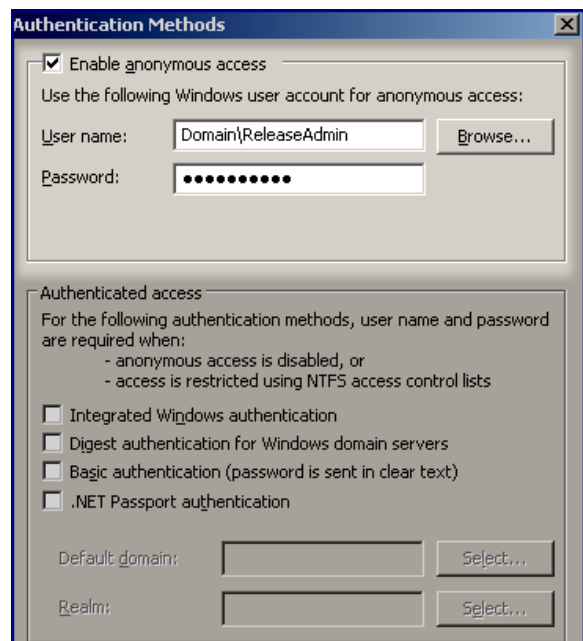 Authentication Methods
Enable anonymous access
Use the following Windows user account for anonymous access:
User name: Domain\ReleaseAdmin Browse...
Password: ●●●●●●●●●●
Authenticated access
For the following authentication methods, user name and password
are required when:
- anonymous access is disabled, or
- access is restricted using NTFS access control lists
Integrated Windows authentication
Digest authentication for Windows domain servers
Basic authentication (password is sent in clear text)
.NET Passport authentication
Default domain: Select...
Realm: Select...